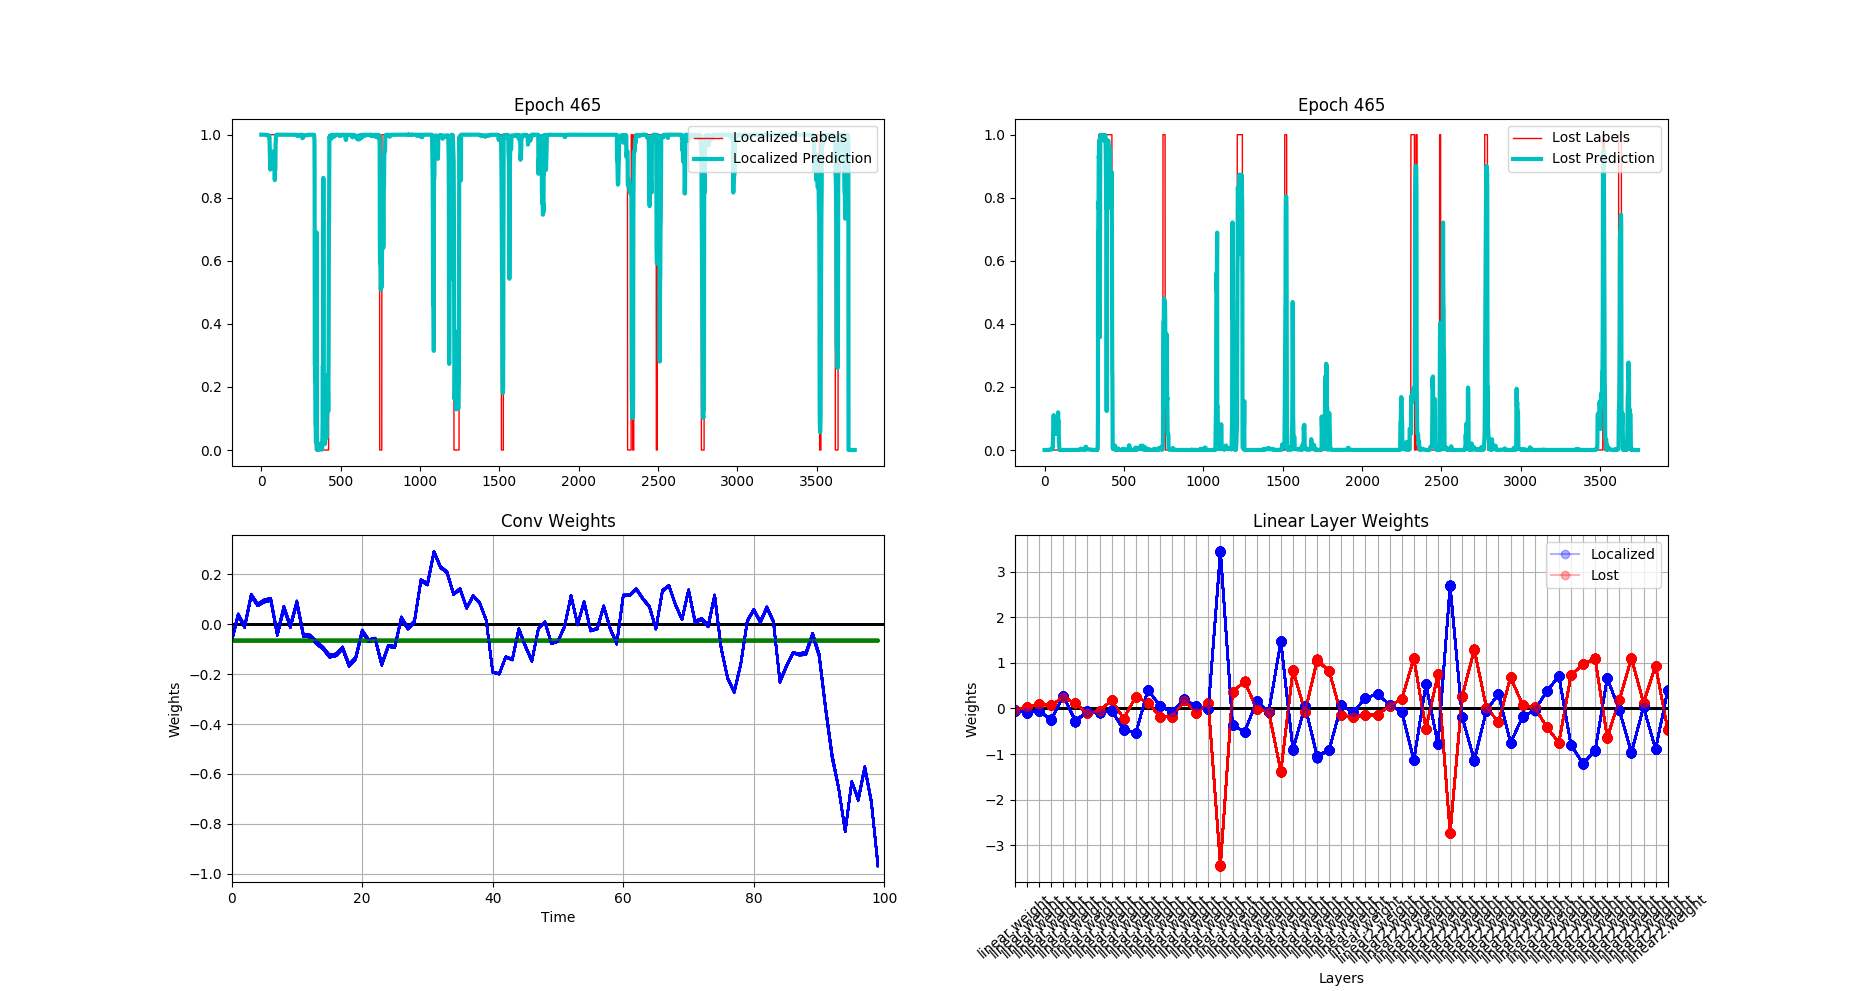 Epoch 465
1.0
0.8
0.6
0.4
0.2
0.0
Localized Labels
Localized Prediction
0 500 1000 1500 2000 2500 3000 3500
Epoch 465
1.0
0.8
0.6
0.4
0.2
0.0
Lost Labels
Lost Prediction
0 500 1000 1500 2000 2500 3000 3500
Conv Weights
Weights
0.2
0.0
−0.2
−0.4
−0.6
−0.8
−1.0
0 20 40 60 80 100
Time
Linear Layer Weights
Weights
3
2
1
0
−1
−2
−3
Localized
Lost
linear.weight
linear2.weight
Layers